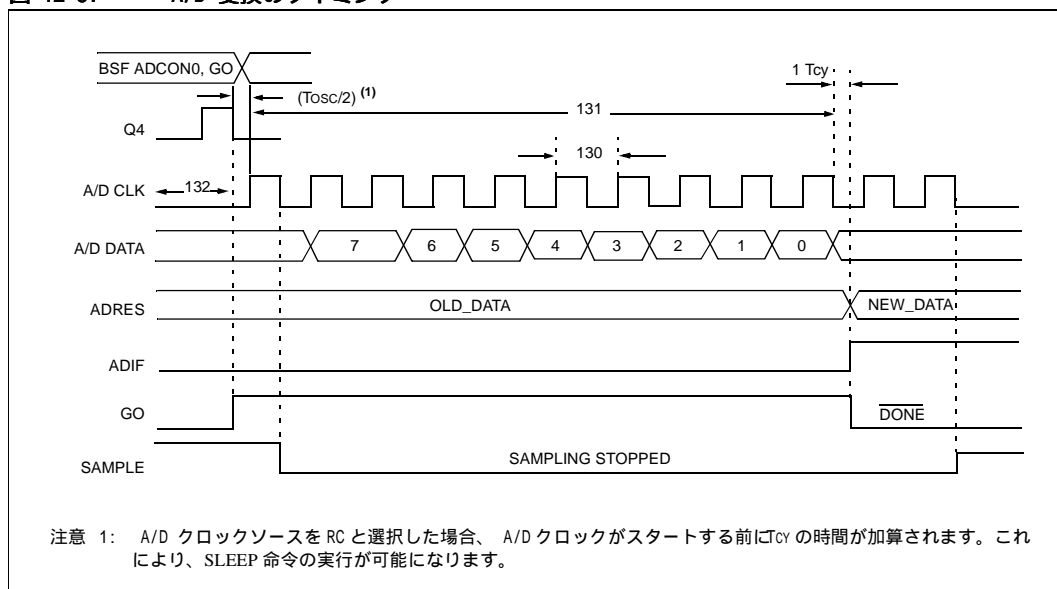 BSF ADCON0, GO
(TOSC/2) (1)
1 TCY
131
Q4
130
A/D CLK
132
A/D DATA
7 6 5 4 3 2 1 0
ADRES
OLD_DATA
NEW_DATA
ADIF
GO
DONE
SAMPLE
SAMPLING STOPPED
注意 1: A/D クロックソースを RC と選択した場合、 A/D クロックがスタートする前にTCY の時間が加算されます。これ
により、SLEEP 命令の実行が可能になります。